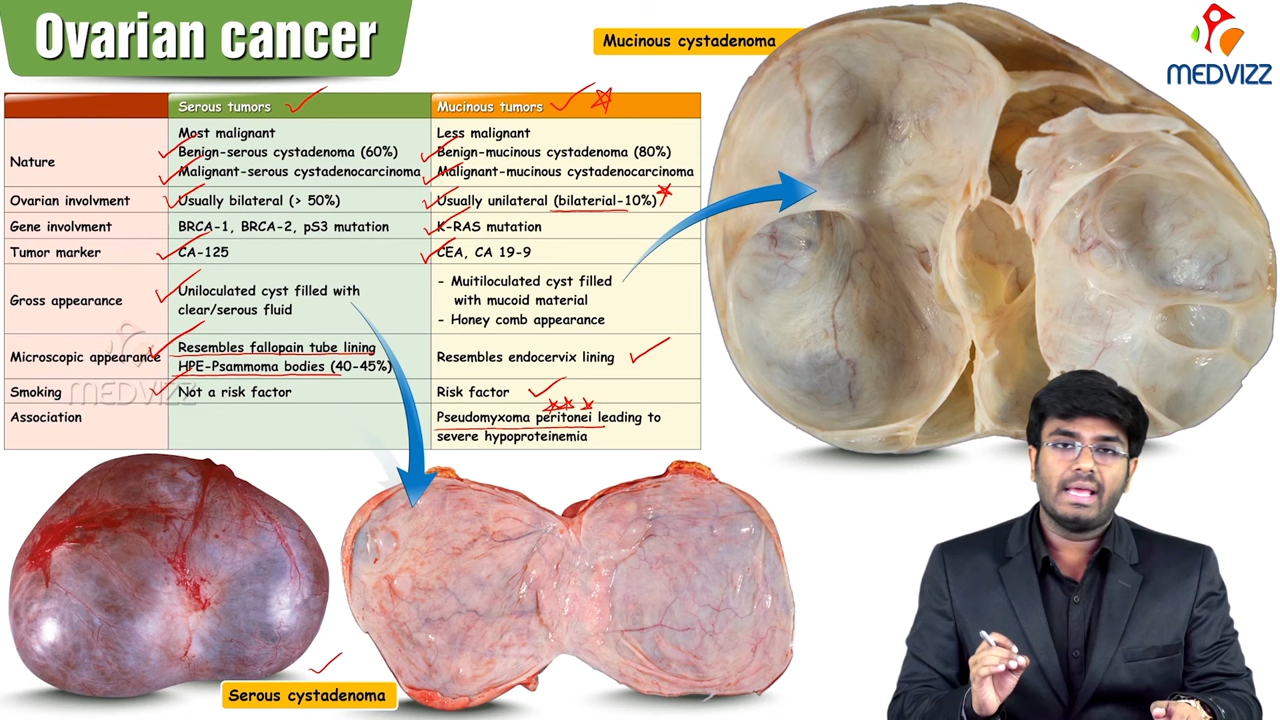 Ovarian cancer
Mucinous cystadenoma
MEDVIZZ
Serous tumors
Mucinous tumors
Nature
Most malignant
Benign-serous cystadenoma (60%)
Malignant-serous cystadenocarcinoma
Less malignant
Benign-mucinous cystadenoma (80%)
Malignant-mucinous cystadenocarcinoma
Ovarian involvment
Usually bilateral (> 50%)
Usually unilateral (bilaterial-10%)
Gene involvment
BRCA-1, BRCA-2, pS3 mutation
K-RAS mutation
Tumor marker
CA-125
CEA, CA 19-9
Gross appearance
Uniloculated cyst filled with
clear/serous fluid
- Muitiloculated cyst filled
with mucoid material
- Honey comb appearance
Microscopic appearance
Resembles fallopain tube lining
HPE-Psammoma bodies (40-45%)
Resembles endocervix lining
Smoking
Not a risk factor
Risk factor
Association
Pseudomyxoma peritonei leading to
severe hypoproteinemia
MEDVIZZ
Serous cystadenoma